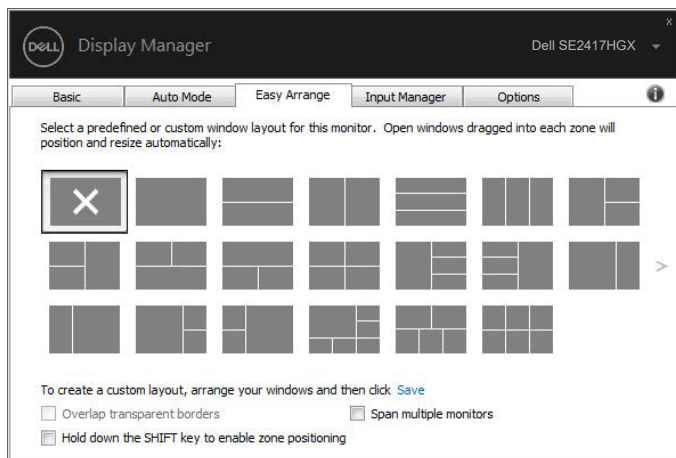 x
DELL Display Manager Dell SE2417HGX
Basic Auto Mode Easy Arrange Input Manager Options
Select a predefined or custom window layout for this monitor. Open windows dragged into each zone will
position and resize automatically:
>
To create a custom layout, arrange your windows and then click Save
Overlap transparent borders Span multiple monitors
Hold down the SHIFT key to enable zone positioning